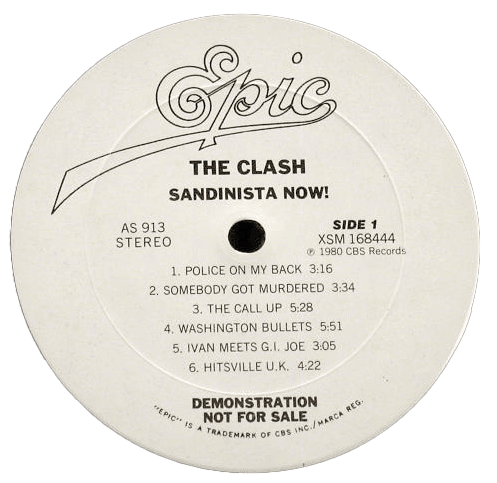 Epic
THE CLASH
SANDINISTA NOW!
AS 913
STEREO
SIDE 1
XSM 168444
℗ 1980 CBS Records
1. POLICE ON MY BACK 3:16
2. SOMEBODY GOT MURDERED 3:34
3. THE CALL UP 5:28
4. WASHINGTON BULLETS 5:51
5. IVAN MEETS G.I. JOE 3:05
6. HITSVILLE U.K. 4:22
DEMONSTRATION
NOT FOR SALE
"EPIC" IS A TRADEMARK OF CBS INC./MARCA REG.